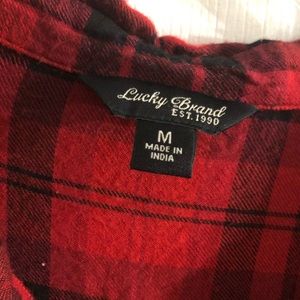 Lucky Brand
EST. 1990
M
MADE IN
INDIA